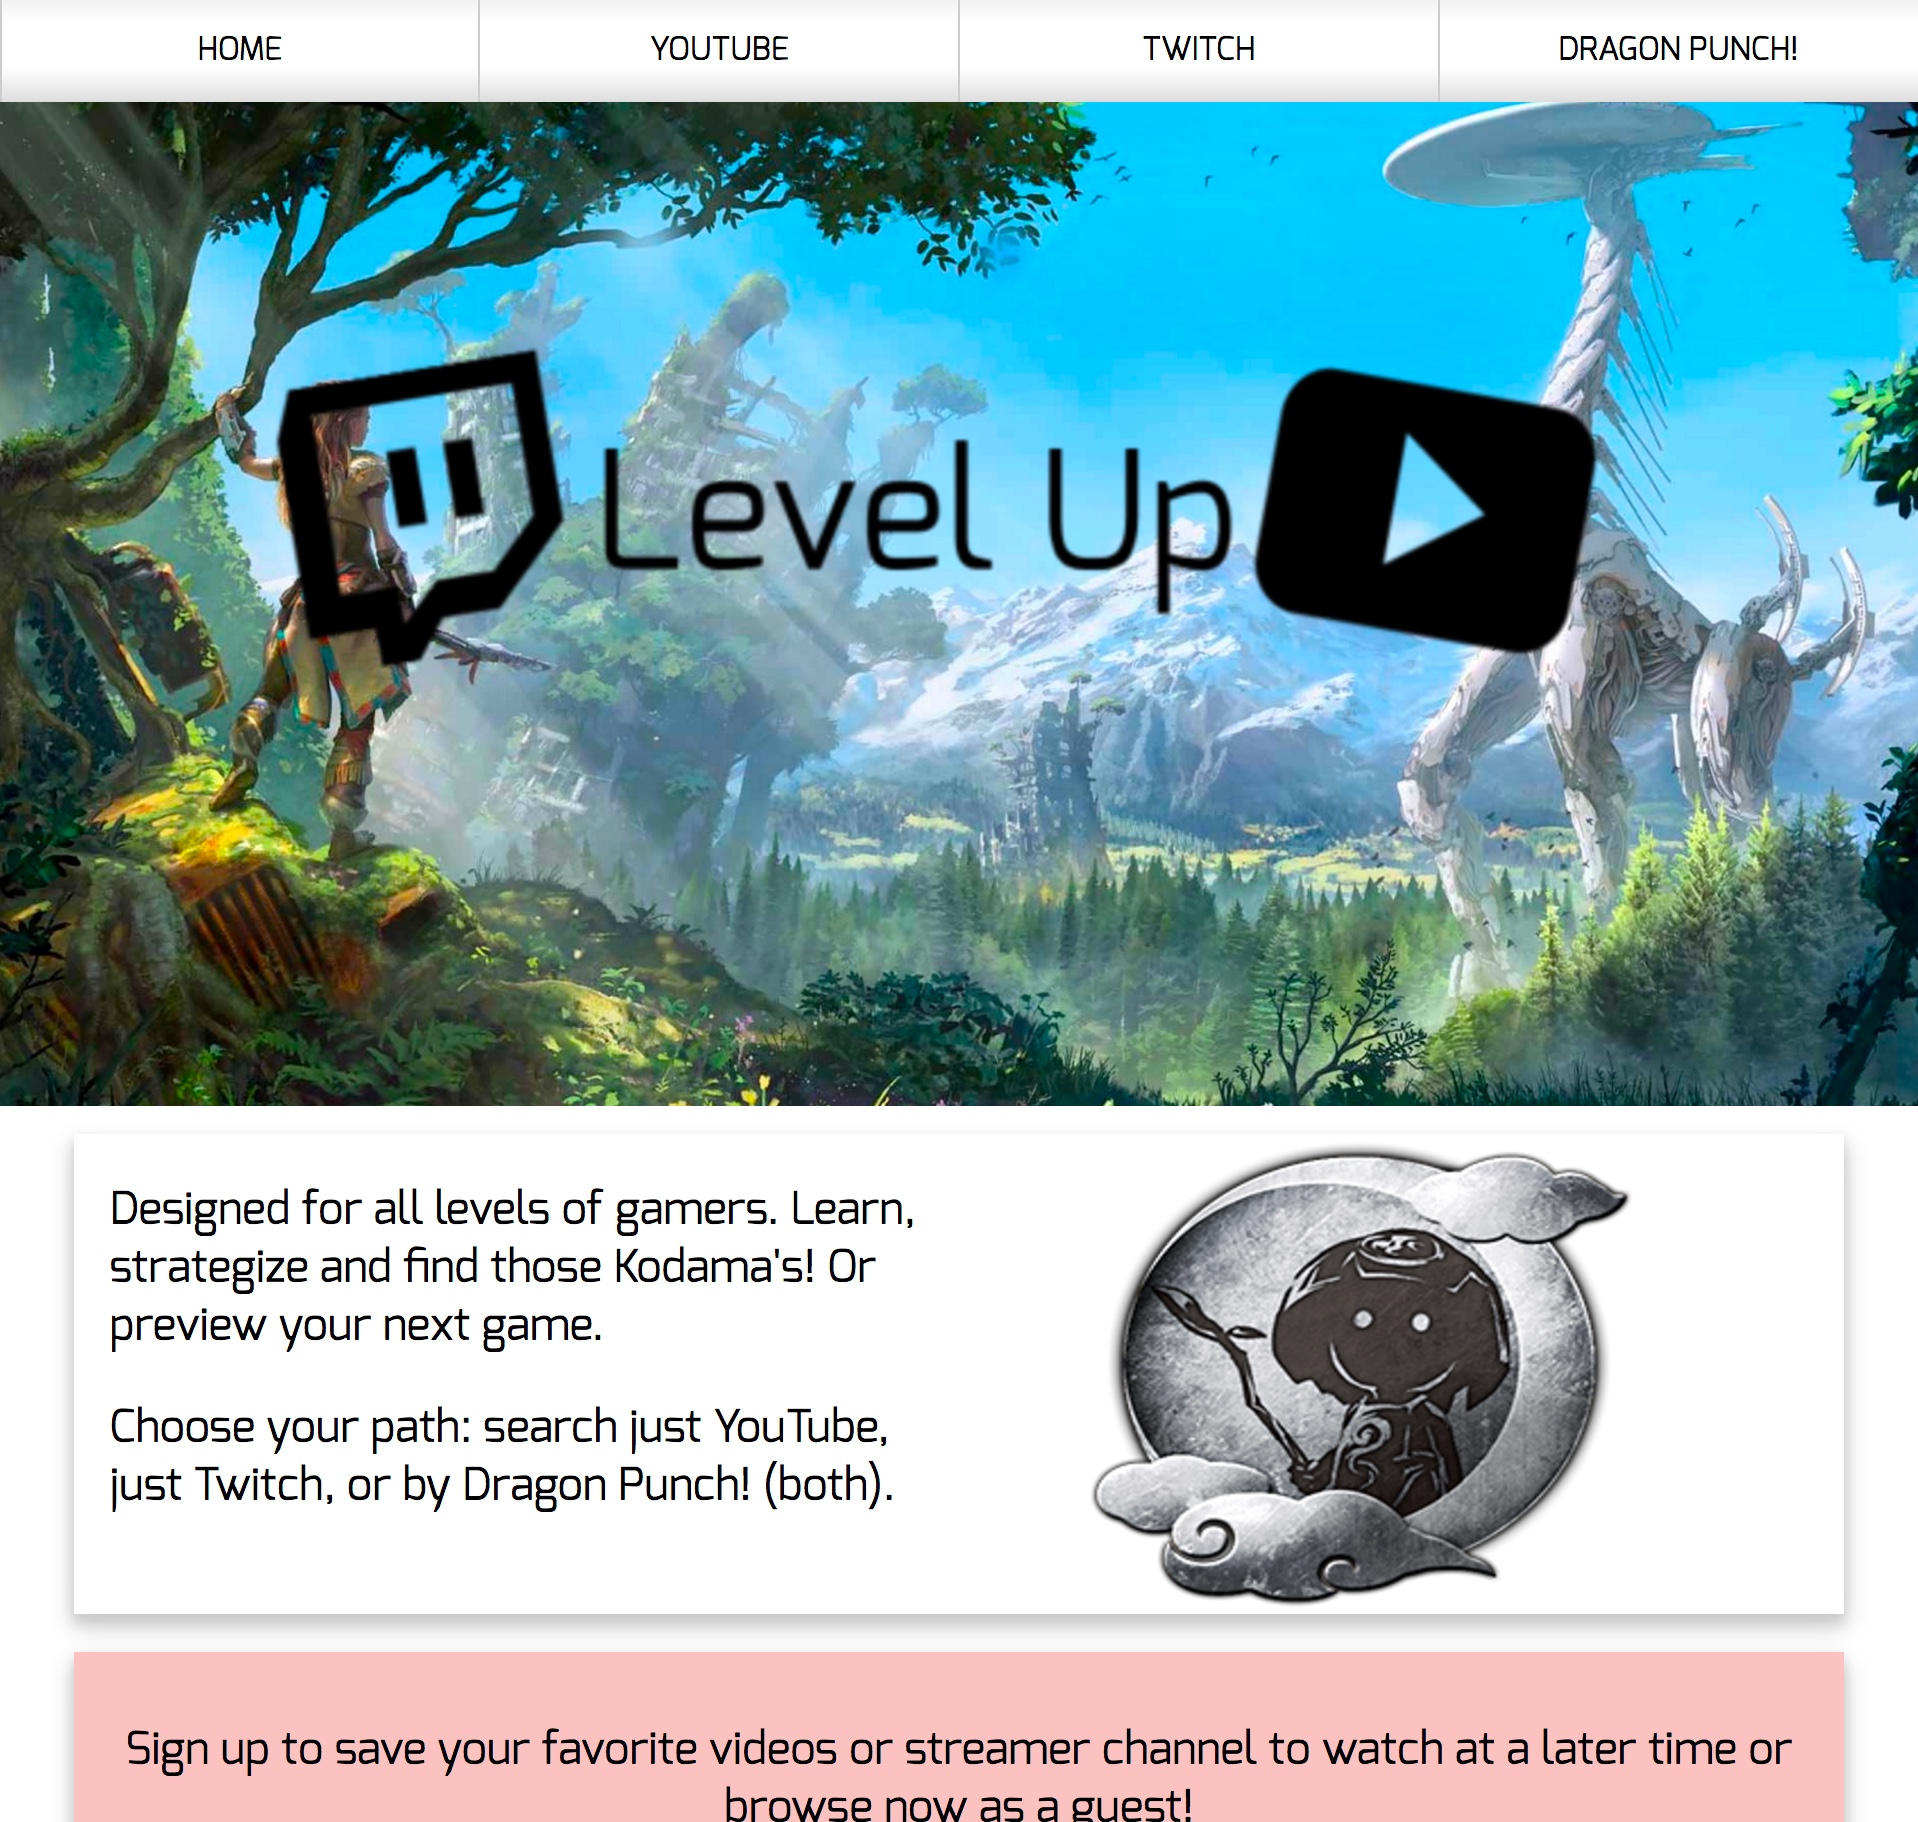 HOME
YOUTUBE
TWITCH
DRAGON PUNCH!
Level Up
Designed for all levels of gamers. Learn,
strategize and find those Kodama's! Or
preview your next game.
Choose your path: search just YouTube,
just Twitch, or by Dragon Punch! (both).
Sign up to save your favorite videos or streamer channel to watch at a later time or
browse now as a guest!